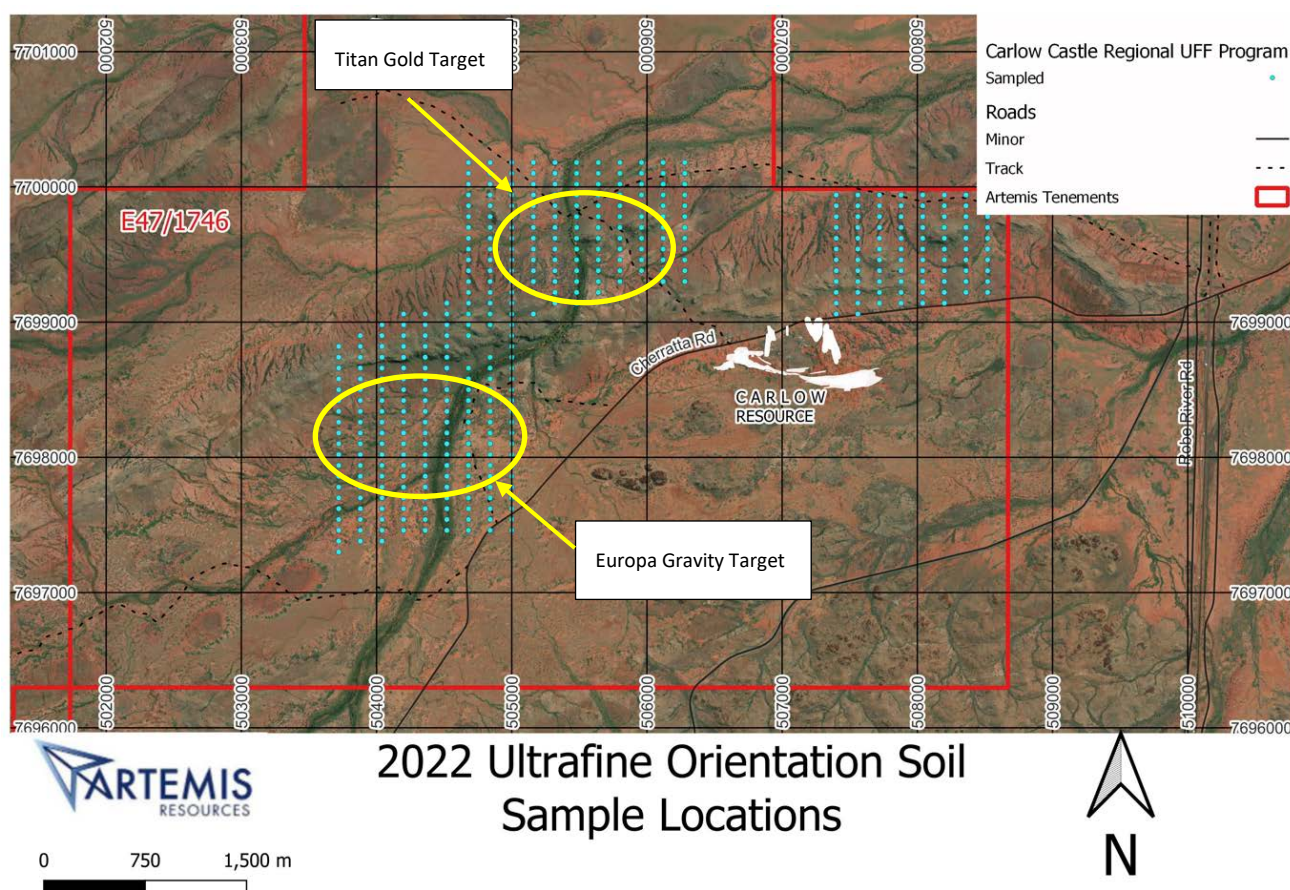 502000
503000
505000
506000
507000
508000
7701000
Titan Gold Target
Carlow Castle Regional UFF Program
Sampled
Roads
Minor
Track
Artemis Tenements
7700000
E47/1746
7699000
7699000
Cherratta Rd
CARLOW
RESOURCE
Robe River Rd
7698000
7698000
Europa Gravity Target
7697000
7697000
502000
503000
504000
505000
506000
507000
508000
509000
510000
7696000
7696000
ARTEMIS
RESOURCES
2022 Ultrafine Orientation Soil
Sample Locations
N
0 750 1,500 m